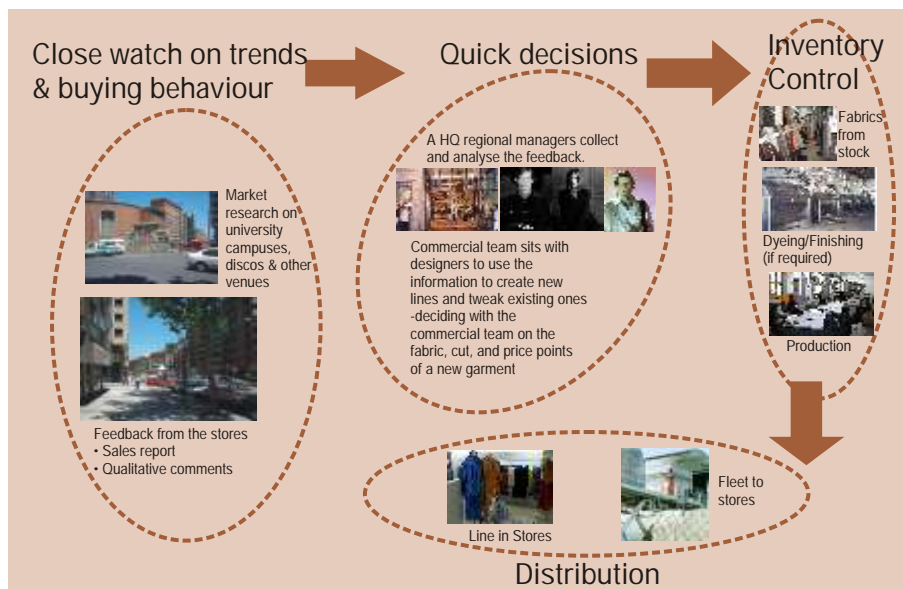 Close watch on trends
& buying behaviour
Market
research on
university
campuses,
discos & other
venues
Feedback from the stores
• Sales report
• Qualitative comments
Quick decisions
A HQ regional managers collect
and analyse the feedback.
Commercial team sits with
designers to use the
information to create new
lines and tweak existing ones
-deciding with the
commercial team on the
fabric, cut, and price points
of a new garment
Inventory
Control
Fabrics
from
stock
Dyeing/Finishing
(if required)
Production
Line in Stores
Fleet to
stores
Distribution